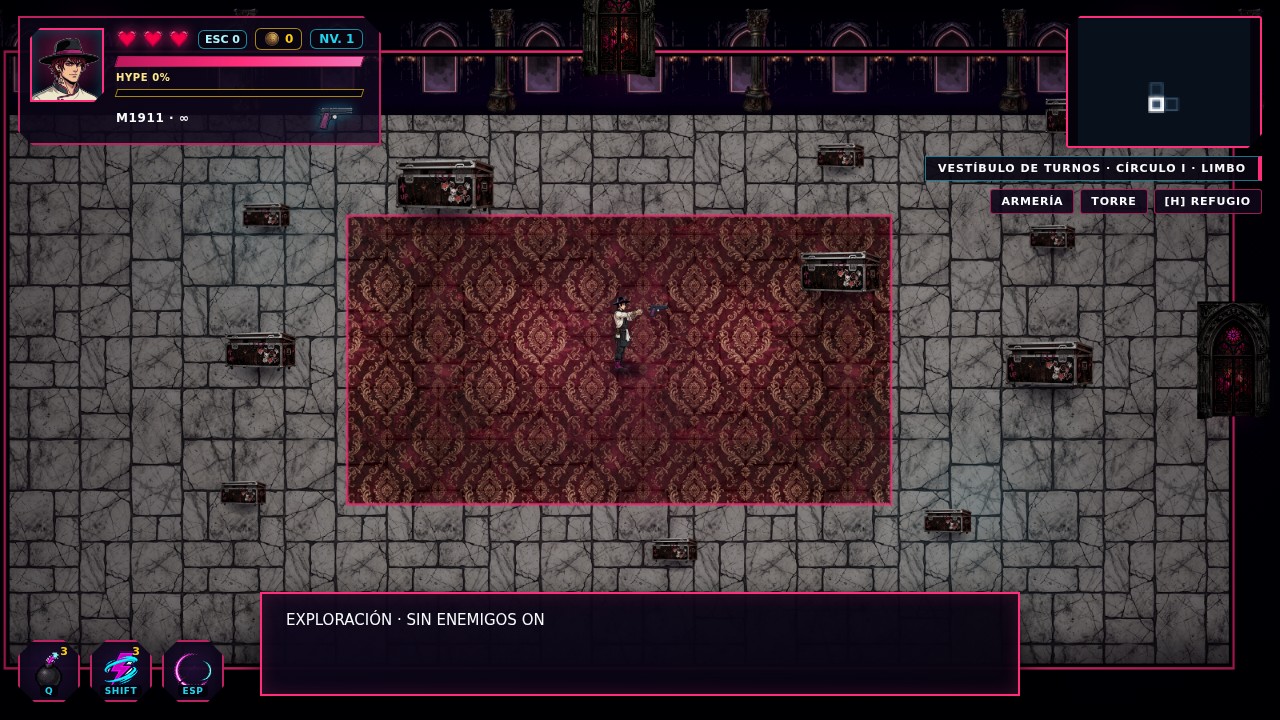 ESC 0
0
NV. 1
HYPE 0%
M1911 · ∞
VESTÍBULO DE TURNOS · CÍRCULO I · LIMBO
ARMERÍA
TORRE
[H] REFUGIO
EXPLORACIÓN · SIN ENEMIGOS ON
3
Q
3
SHIFT
ESP